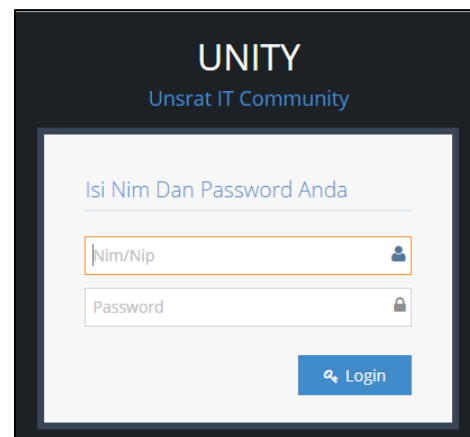 UNITY
Unsrat IT Community
Isi Nim Dan Password Anda
Nim/Nip
Password
Login